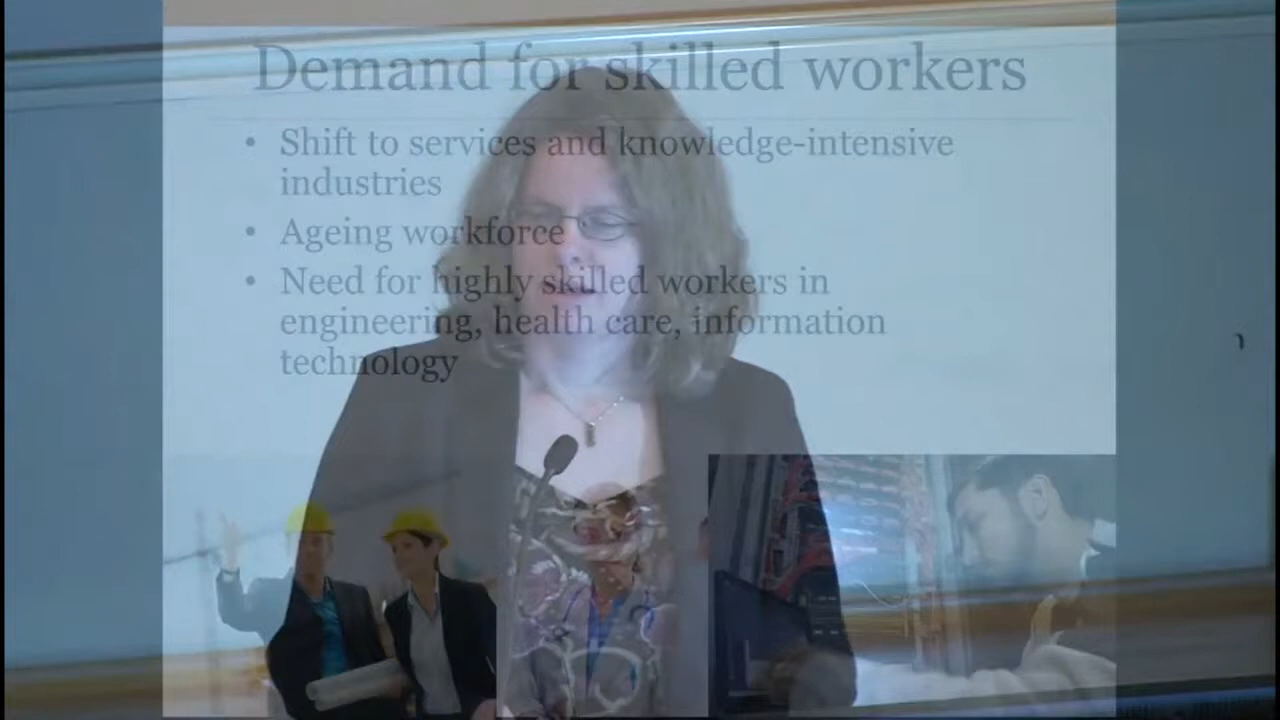 Demand for skilled workers
• Shift to services and knowledge-intensive
industries
• Ageing workforce
• Need for highly skilled workers in
engineering, health care, information
technology